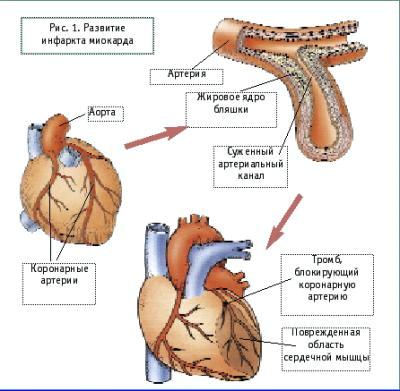 Рис. 1. Развитие
инфаркта миокарда
Артерия
Жировое ядро
бляшки
Аорта
Суженный
артериальный
канал
Коронарные
артерии
Тромб,
блокирующий
коронарную
артерию
Поврежденная
область
сердечной мышцы